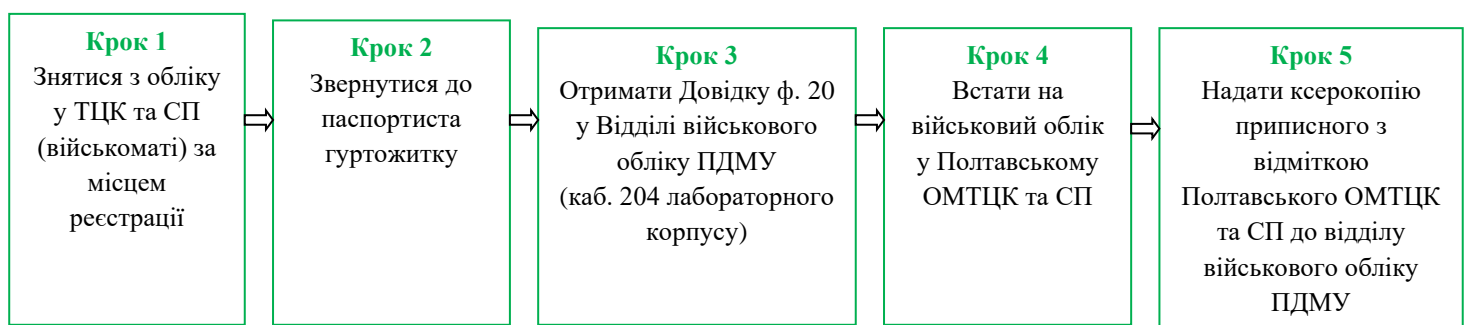 Крок 1
Знятися з обліку
у ТЦК та СП
(військоматі) за
місцем
реєстрації
Крок 2
Звернутися до
паспортиста
гуртожитку
Крок 3
Отримати Довідку ф. 20
у Відділі військового
обліку ПДМУ
(каб. 204 лабораторного
корпусу)
Крок 4
Встати на
військовий облік
у Полтавському
ОМТЦК та СП
Крок 5
Надати ксерокопію
приписного з
відміткою
Полтавського ОМТЦК
та СП до відділу
військового обліку
ПДМУ